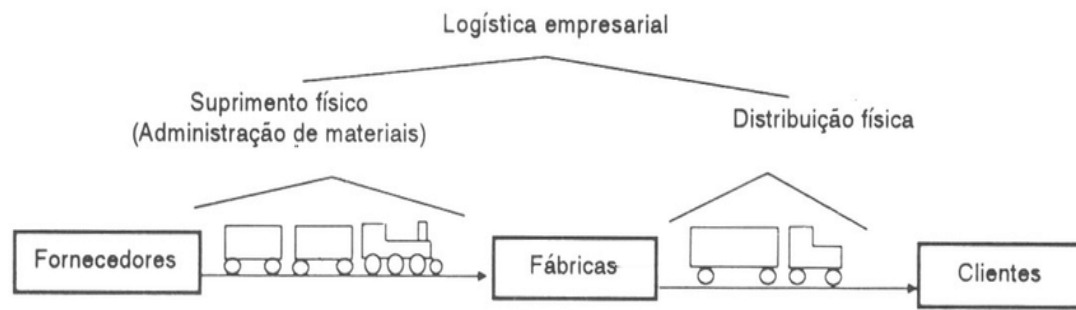 Logística empresarial
Suprimento físico
(Administração de materiais)
Distribuição física
Fornecedores
Fábricas
Clientes